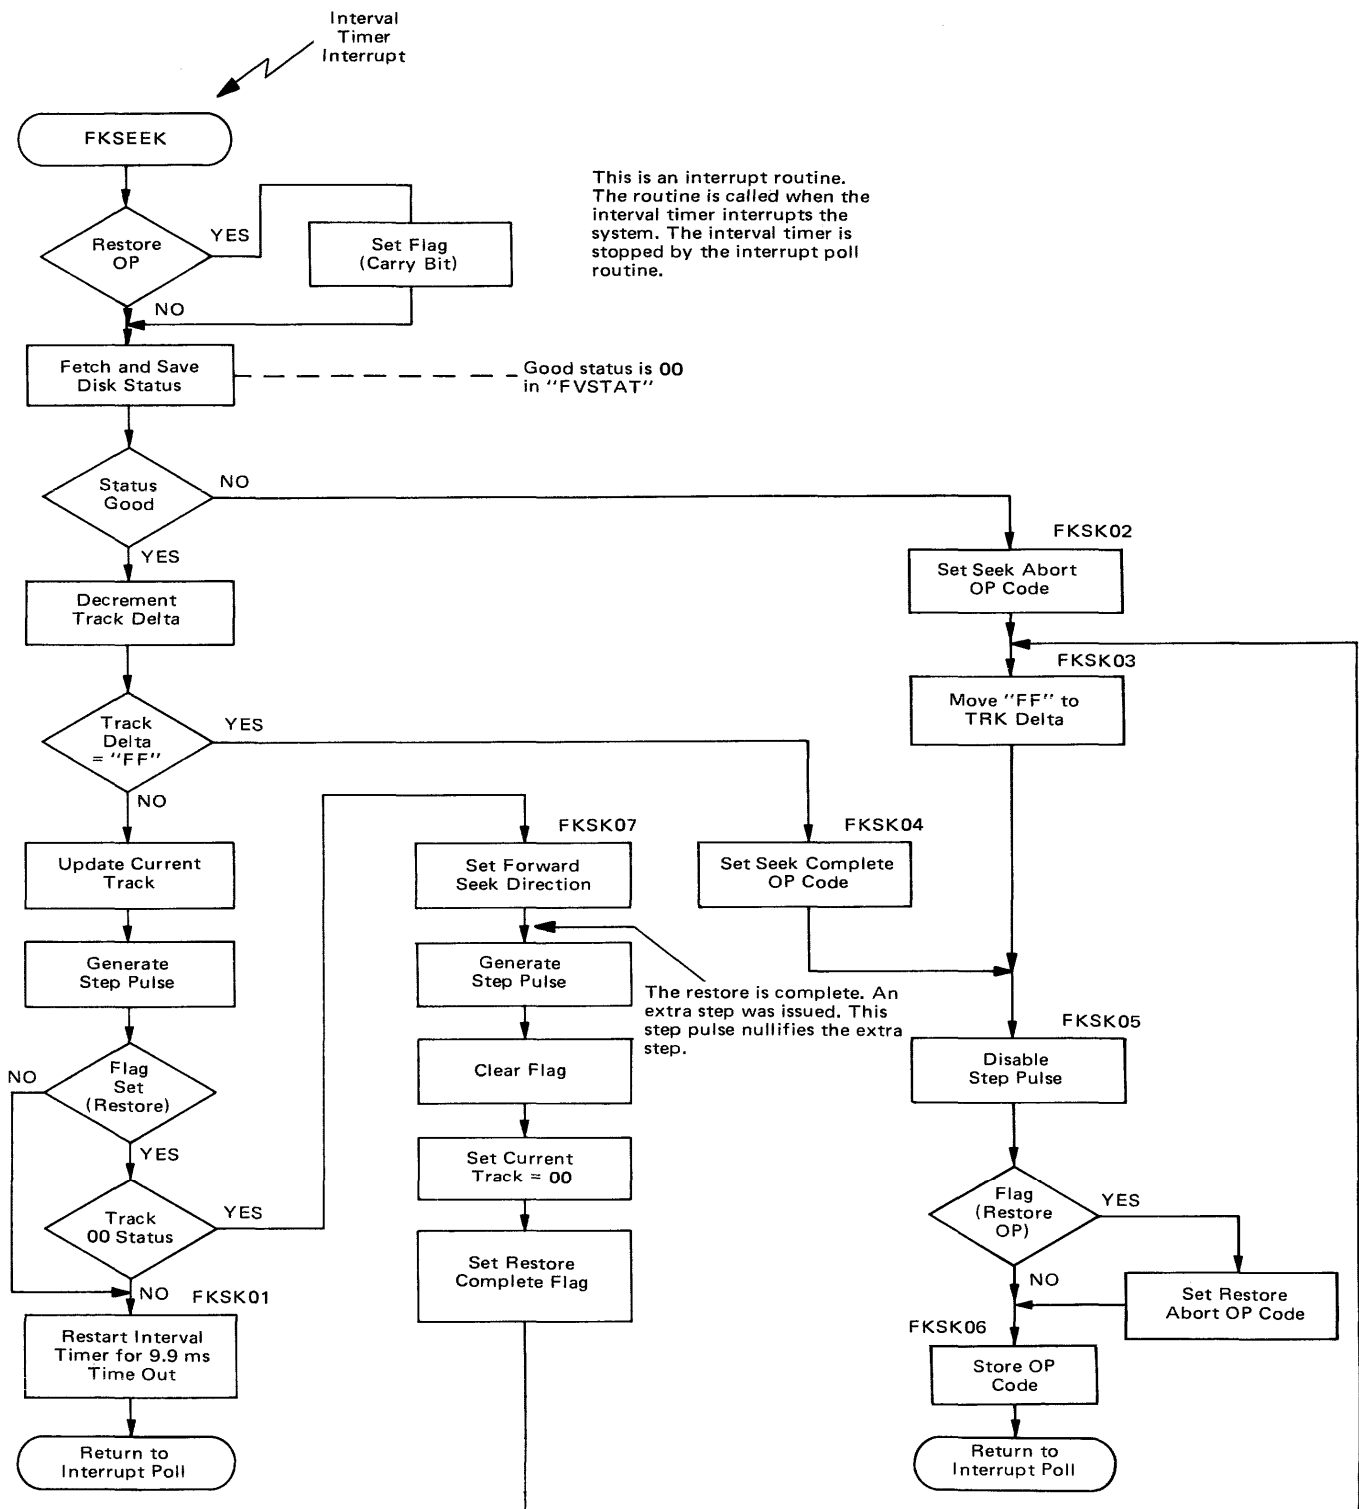 Interval
Timer
Interrupt
FKSEEK
This is an interrupt routine.
The routine is called when the
interval timer interrupts the
system. The interval timer is
stopped by the interrupt poll
routine.
Restore
OP
YES
Set Flag
(Carry Bit)
NO
Fetch and Save
Disk Status
Good status is 00
in "FVSTAT"
Status
Good
NO
YES
FKSK02
Set Seek Abort
OP Code
Decrement
Track Delta
FKSK03
Move "FF" to
TRK Delta
Track
Delta
= "FF"
YES
NO
FKSK07
FKSK04
Update Current
Track
Set Forward
Seek Direction
Set Seek Complete
OP Code
Generate
Step Pulse
Generate
Step Pulse
The restore is complete. An
extra step was issued. This
step pulse nullifies the extra
step.
FKSK05
Disable
Step Pulse
NO
Flag
Set
(Restore)
YES
Clear Flag
Set Current
Track = 00
Flag
(Restore
OP)
YES
NO
Track
00 Status
YES
NO
Set Restore
Complete Flag
Set Restore
Abort OP Code
FKSK01
Restart Interval
Timer for 9.9 ms
Time Out
FKSK06
Store OP
Code
Return to
Interrupt Poll
Return to
Interrupt Poll